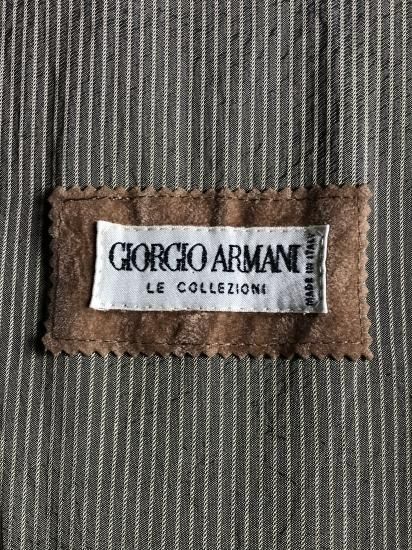 GIORGIO ARMANI
LE COLLEZIONI
MADE IN ITALY